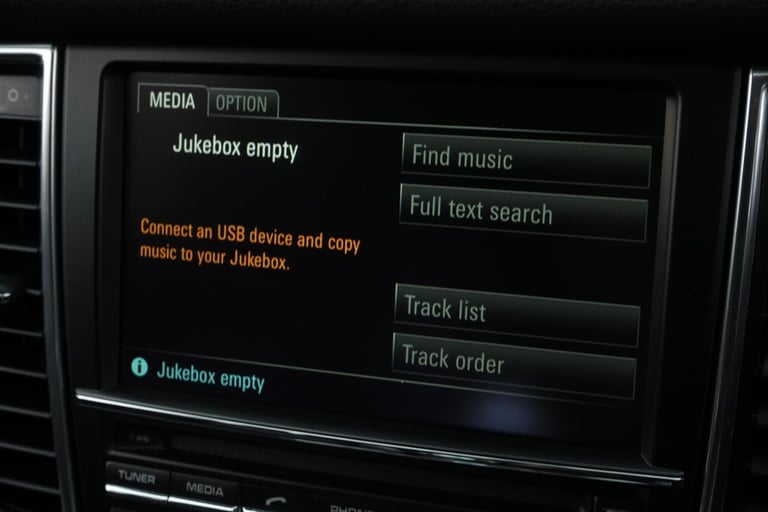 MEDIA
OPTION
Jukebox empty
Find music
Full text search
Connect an USB device and copy
music to your Jukebox.
Track list
Track order
Jukebox empty
TUNER
MEDIA
PHONE